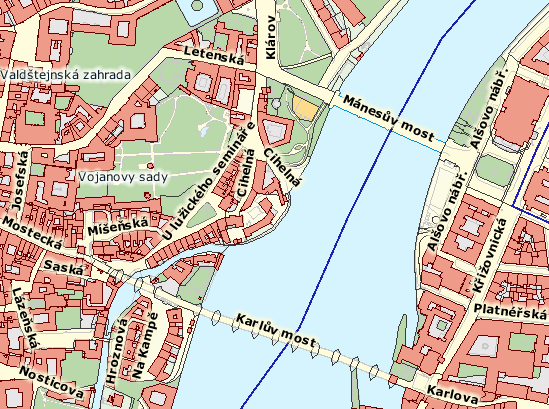 Klárov
Letenská
Valdštejnská zahrada
Mánesův most
Alšovo nábř.
Josefská
Vojanovy sady
U lužického semináře
Cihelná
Cihelná
Alšovo nábř.
Křižovnická
Mostecká
Míšeňská
Saská
Lázeňská
Hroznová
Na Kampě
Karlův most
Platnéřská
Nosticova
Karlova